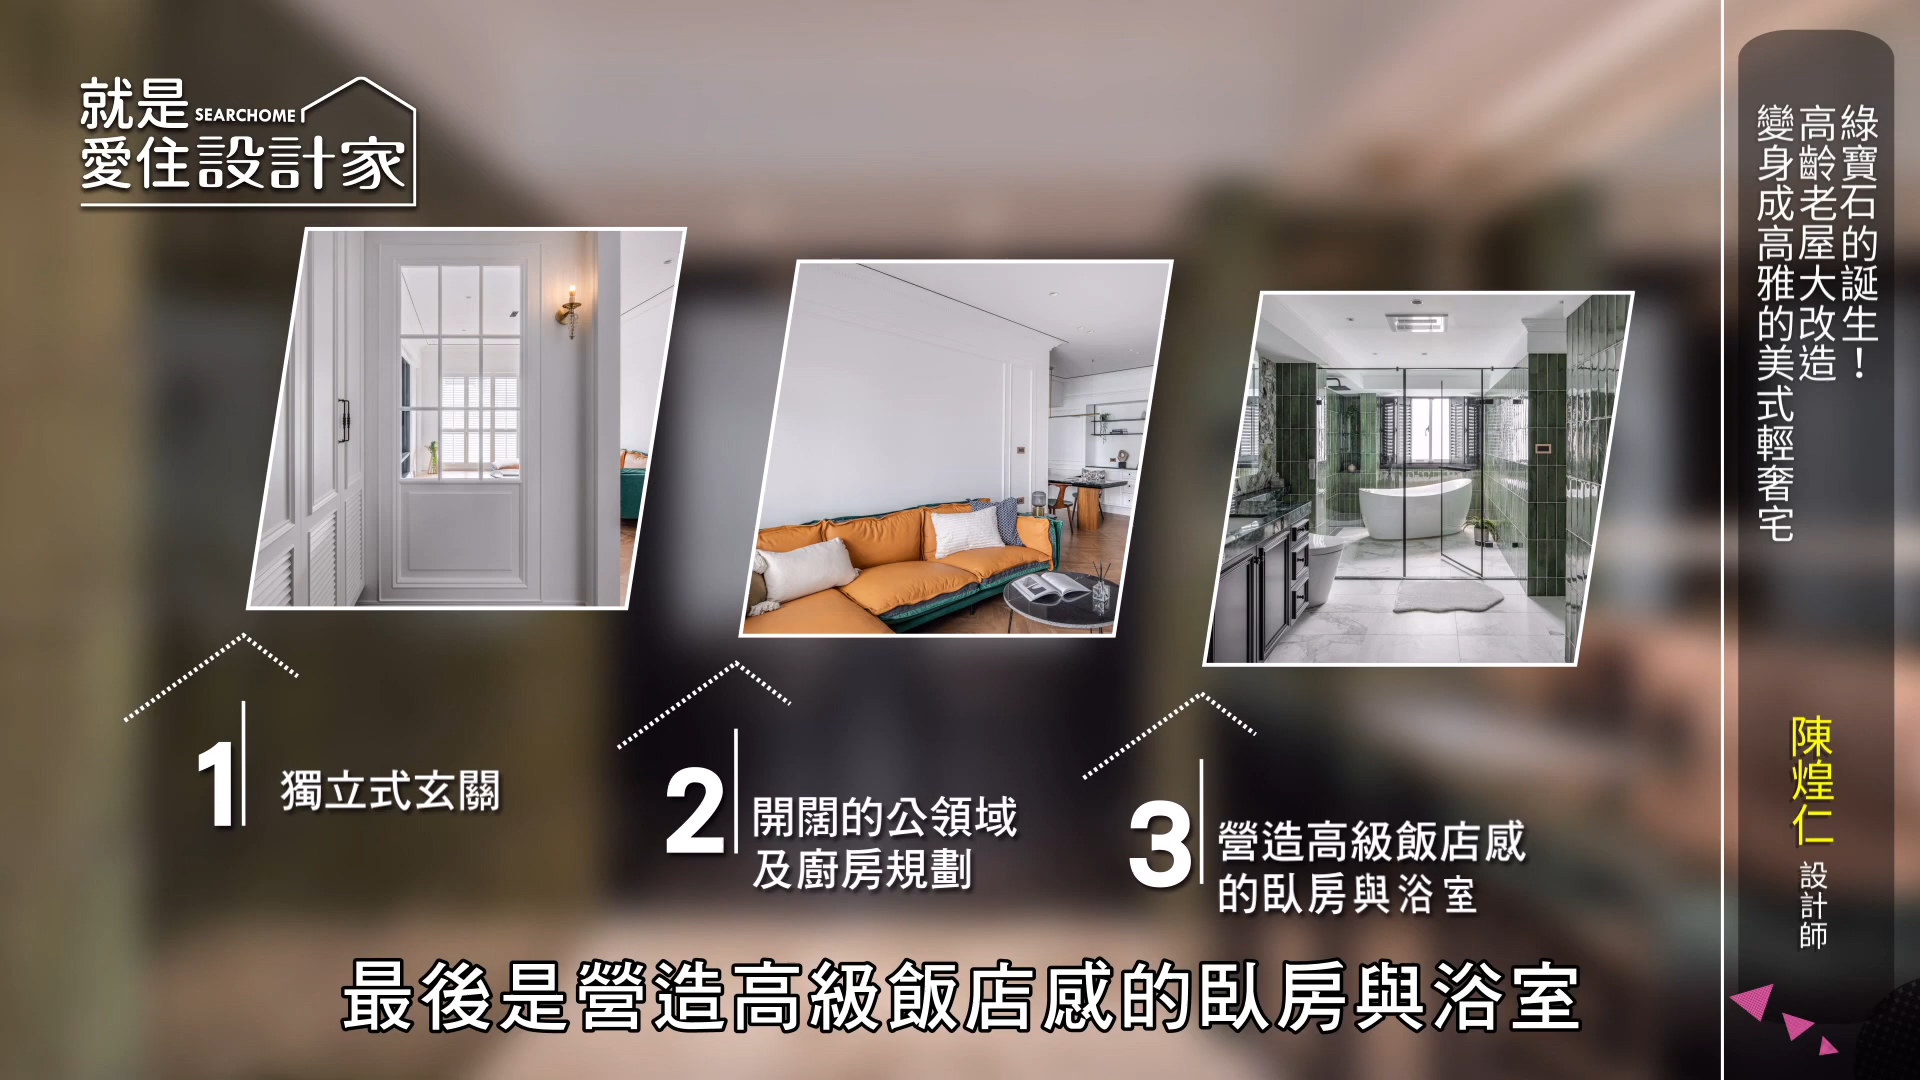 就是
SEARCHOME
愛住設計家
綠寶石的誕生！
高齡老屋大改造
變身成高雅的美式輕奢宅
陳煌仁 設計師
1
獨立式玄關
2
開闊的公領域
及廚房規劃
3
營造高級飯店感
的臥房與浴室
最後是營造高級飯店感的臥房與浴室